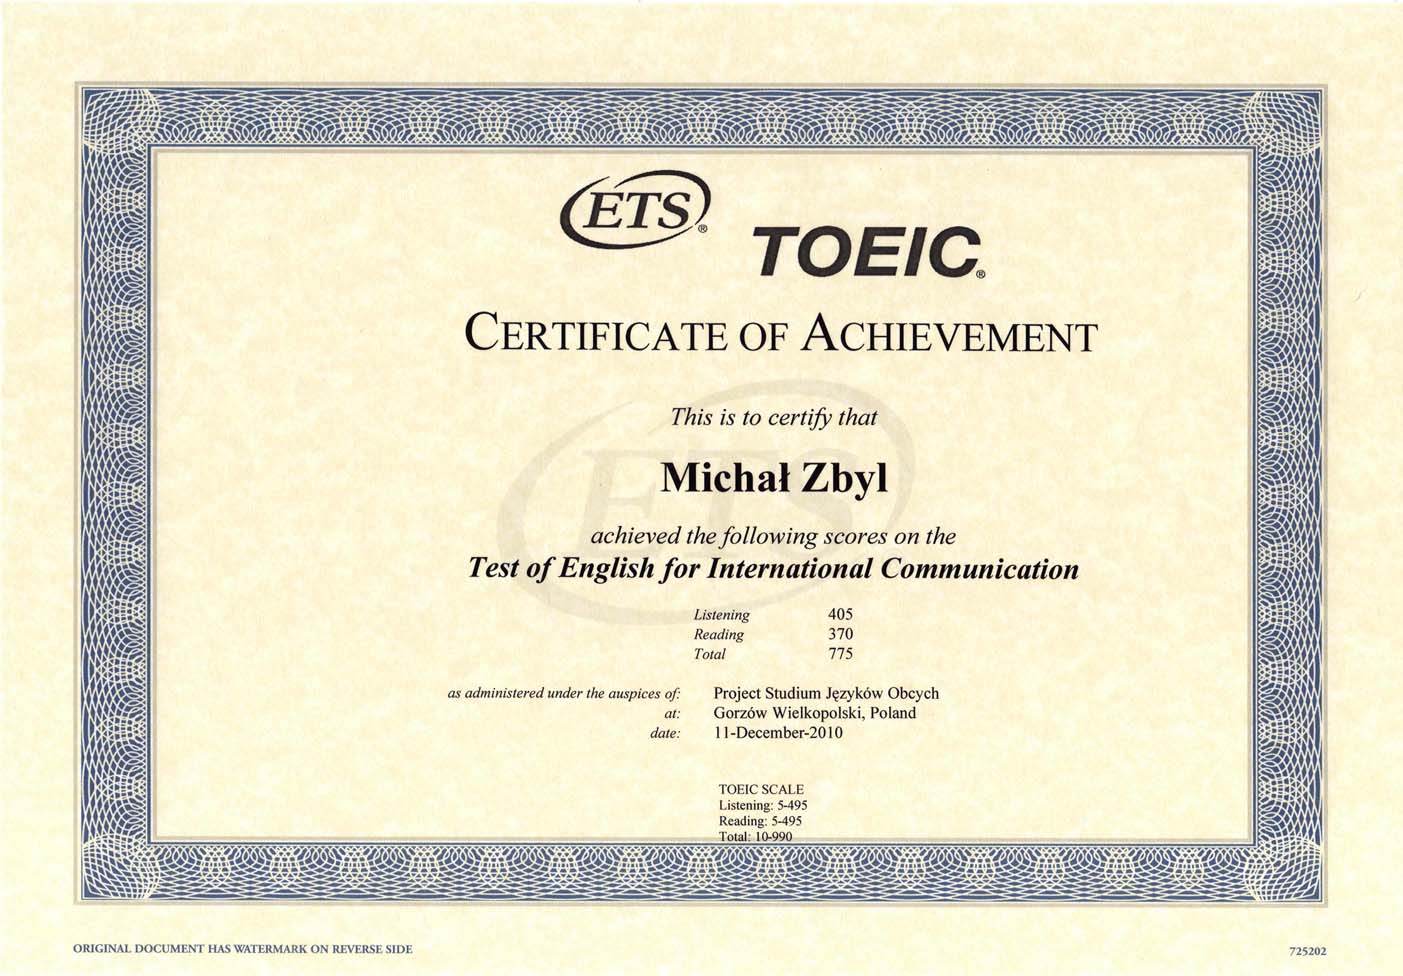 ETS®
TOEIC®
CERTIFICATE OF ACHIEVEMENT
This is to certify that
Michał Zbyl
achieved the following scores on the
Test of English for International Communication
Listening 405
Reading 370
Total 775
as administered under the auspices of: Project Studium Języków Obcych
at: Gorzów Wielkopolski, Poland
date: 11-December-2010
TOEIC SCALE
Listening: 5-495
Reading: 5-495
Total: 10-990
ORIGINAL DOCUMENT HAS WATERMARK ON REVERSE SIDE 725202